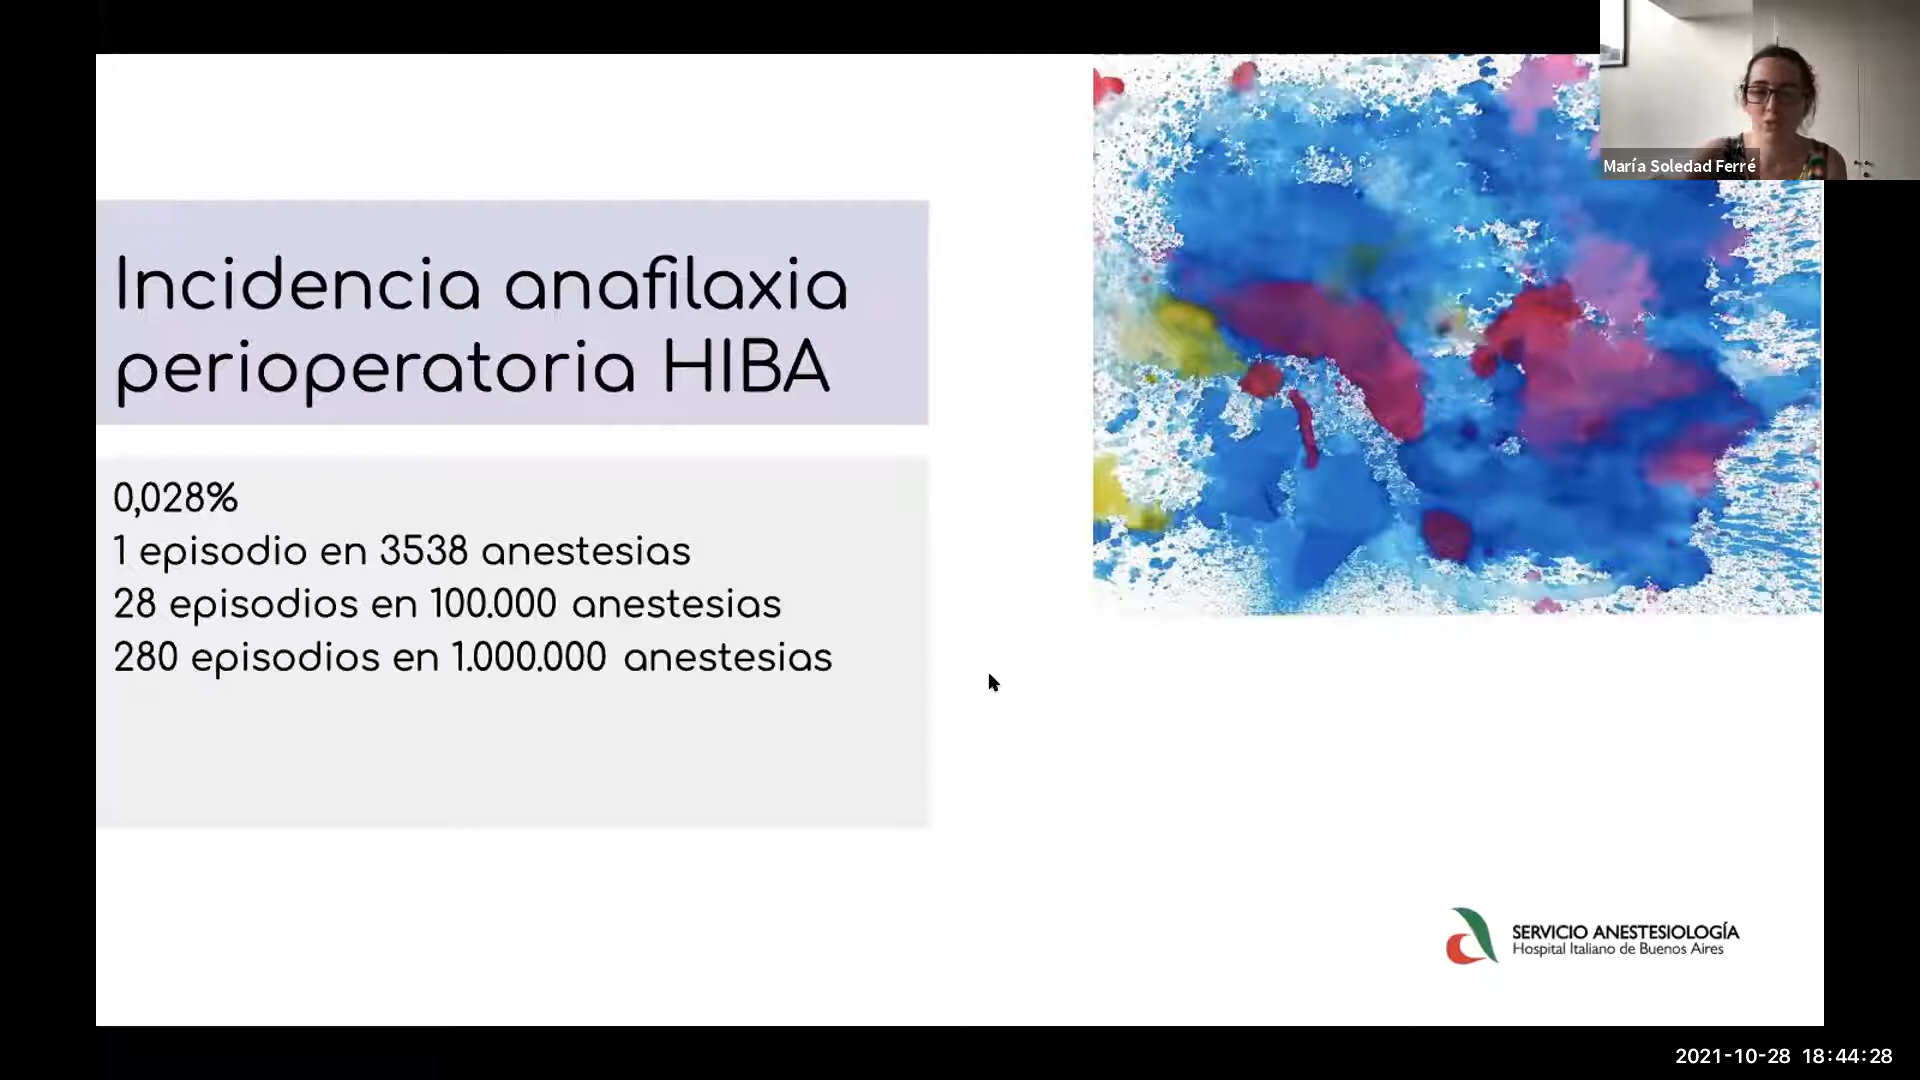 María Soledad Ferré
Incidencia anafilaxia
perioperatoria HIBA
0,028%
1 episodio en 3538 anestesias
28 episodios en 100.000 anestesias
280 episodios en 1.000.000 anestesias
SERVICIO ANESTESIOLOGÍA
Hospital Italiano de Buenos Aires
2021-10-28 18:44:28